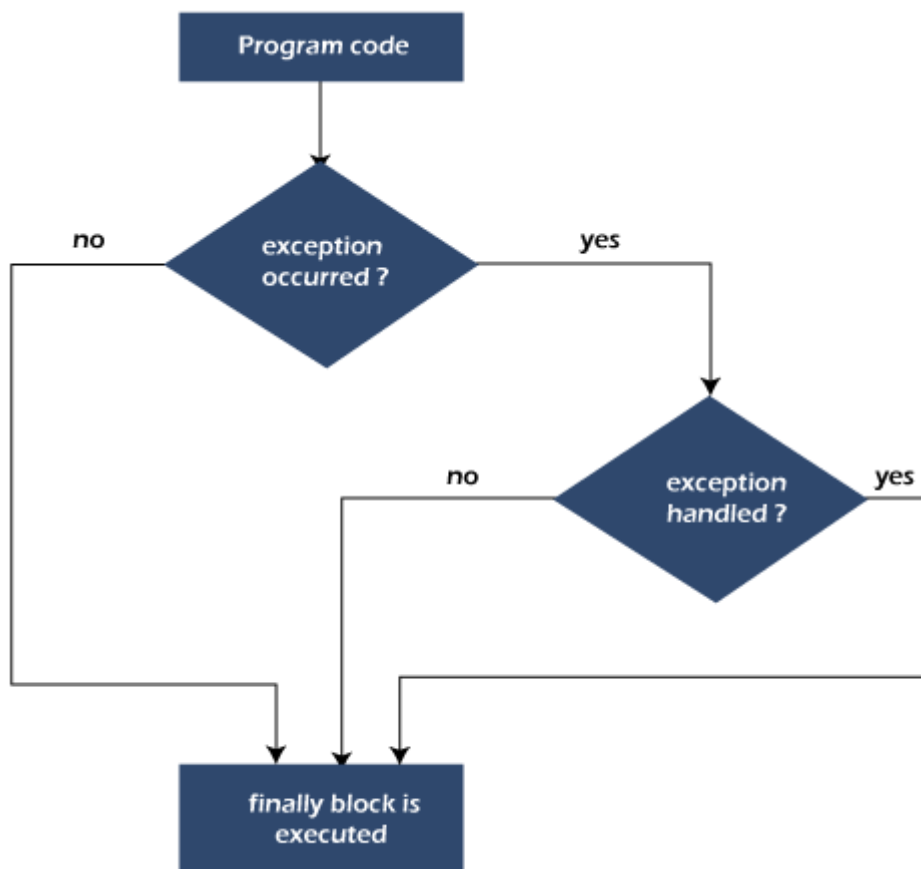 Program code
no
exception
occurred ?
yes
no
exception
handled ?
yes
finally block is
executed